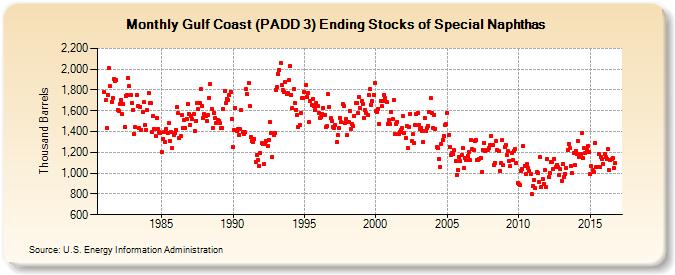 Monthly Gulf Coast (PADD 3) Ending Stocks of Special Naphthas
Thousand Barrels
2,200
2,000
1,800
1,600
1,400
1,200
1,000
800
600
1985 1990 1995 2000 2005 2010 2015
Source: U.S. Energy Information Administration